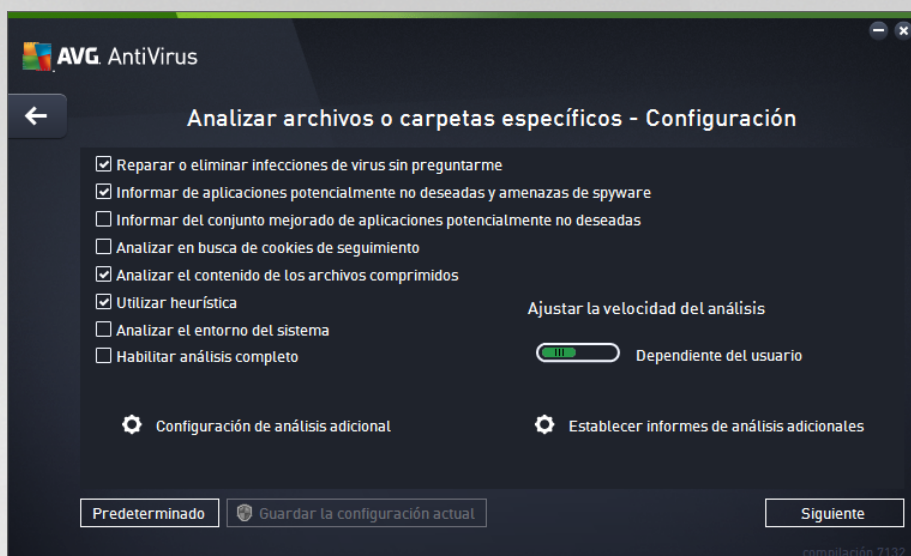 AVG. AntiVirus
Analizar archivos o carpetas específicos - Configuración
Reparar o eliminar infecciones de virus sin preguntarme
Informar de aplicaciones potencialmente no deseadas y amenazas de spyware
Informar del conjunto mejorado de aplicaciones potencialmente no deseadas
Analizar en busca de cookies de seguimiento
Analizar el contenido de los archivos comprimidos
Utilizar heurística
Analizar el entorno del sistema
Habilitar análisis completo
Ajustar la velocidad del análisis
Dependiente del usuario
Configuración de análisis adicional
Establecer informes de análisis adicionales
Predeterminado
Guardar la configuración actual
Siguiente
compilación 7132